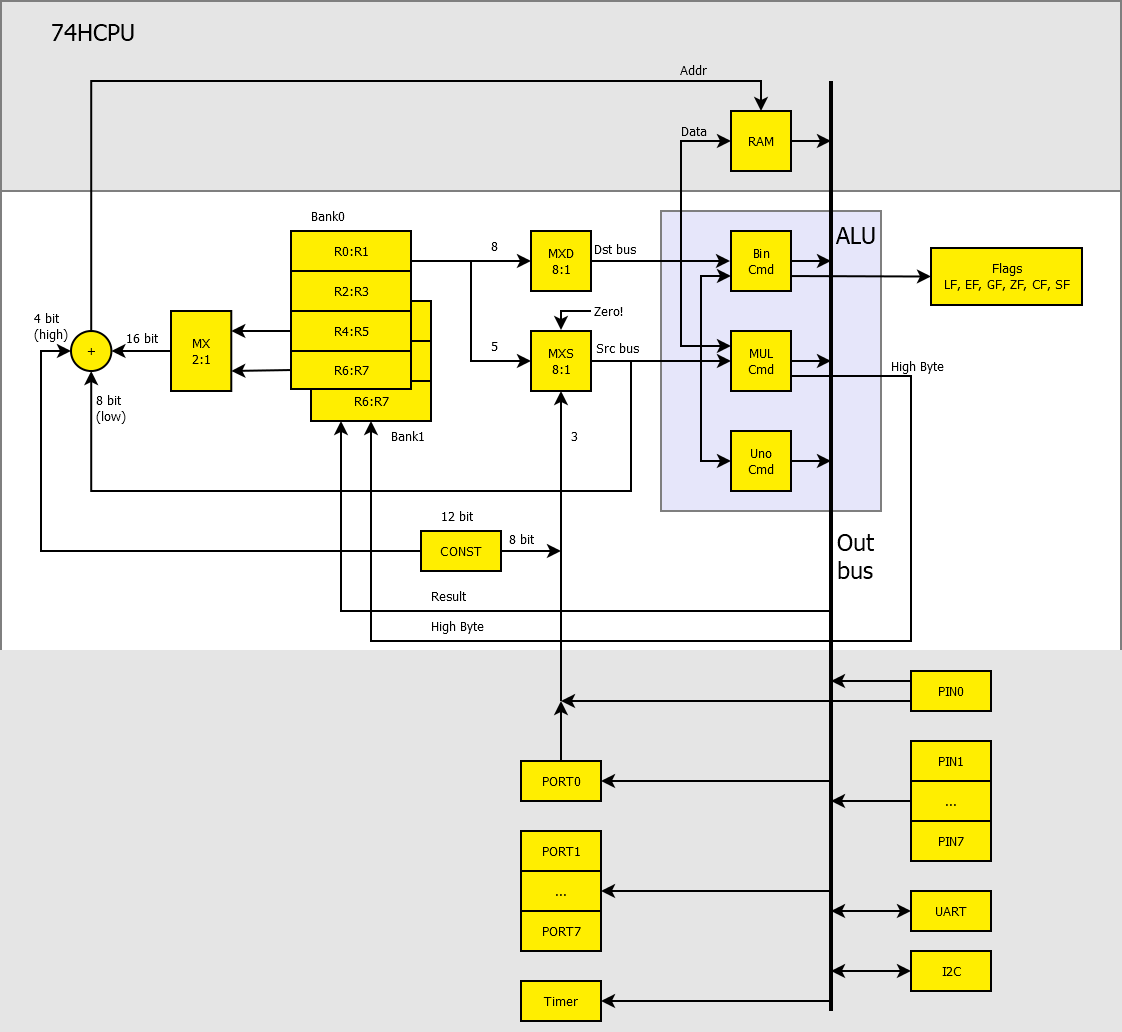 74HCPU
Addr
Data
RAM
Bank0
R0:R1
R2:R3
R4:R5
R6:R7
R6:R7
Bank1
8
5
MXD
8:1
Dst bus
Zero!
MXS
8:1
Src bus
3
ALU
Bin
Cmd
MUL
Cmd
Uno
Cmd
Flags
LF, EF, GF, ZF, CF, SF
High Byte
4 bit
(high)
+
16 bit
MX
2:1
8 bit
(low)
12 bit
CONST
8 bit
Out
bus
Result
High Byte
PIN0
PORT0
PIN1
...
PIN7
PORT1
...
PORT7
UART
I2C
Timer